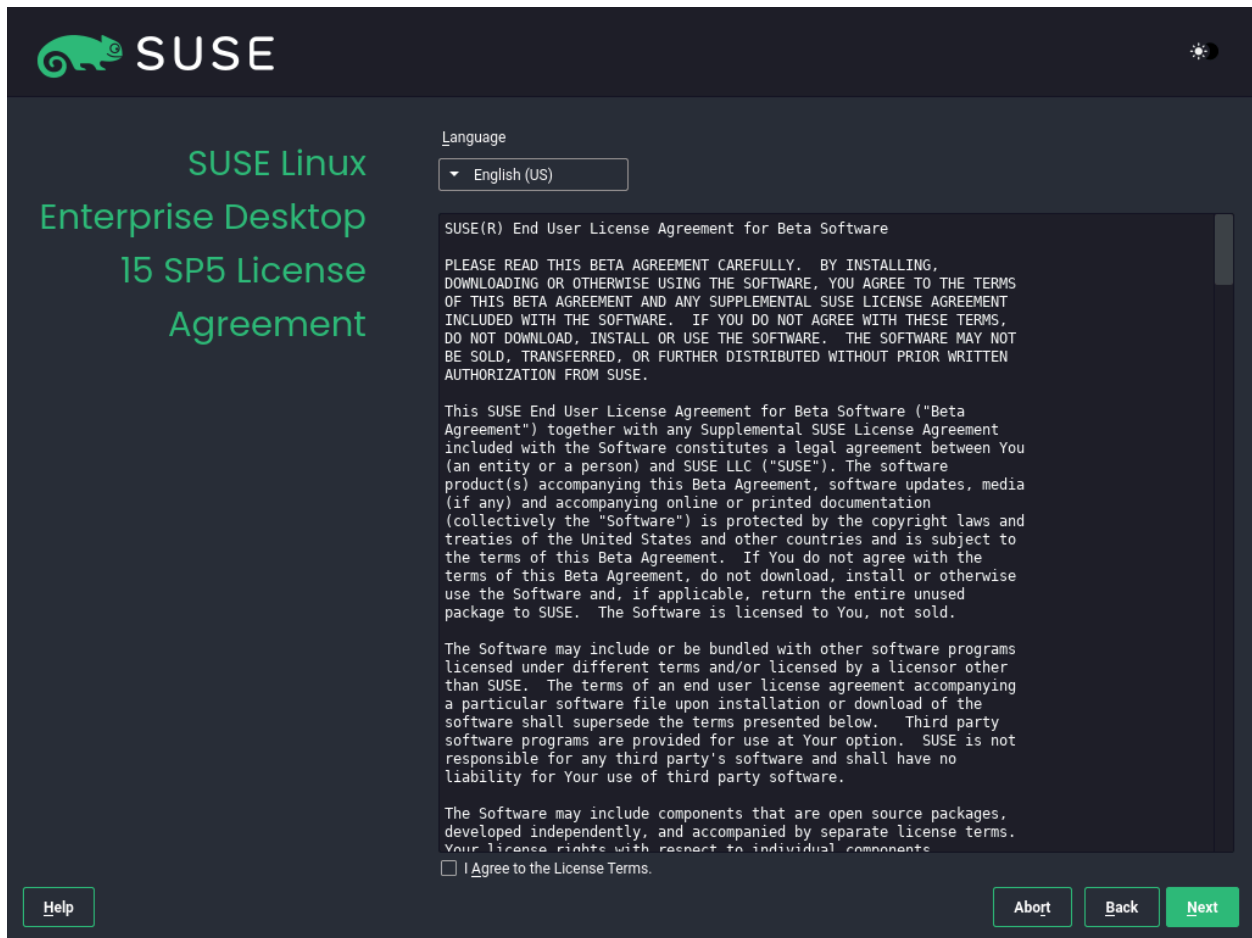 SUSE
SUSE Linux
Enterprise Desktop
15 SP5 License
Agreement
Language
English (US)
SUSE(R) End User License Agreement for Beta Software
PLEASE READ THIS BETA AGREEMENT CAREFULLY.  BY INSTALLING,
DOWNLOADING OR OTHERWISE USING THE SOFTWARE, YOU AGREE TO THE TERMS
OF THIS BETA AGREEMENT AND ANY SUPPLEMENTAL SUSE LICENSE AGREEMENT
INCLUDED WITH THE SOFTWARE.  IF YOU DO NOT AGREE WITH THESE TERMS,
DO NOT DOWNLOAD, INSTALL OR USE THE SOFTWARE.  THE SOFTWARE MAY NOT
BE SOLD, TRANSFERRED, OR FURTHER DISTRIBUTED WITHOUT PRIOR WRITTEN
AUTHORIZATION FROM SUSE.
This SUSE End User License Agreement for Beta Software ("Beta
Agreement") together with any Supplemental SUSE License Agreement
included with the Software constitutes a legal agreement between You
(an entity or a person) and SUSE LLC ("SUSE"). The software
product(s) accompanying this Beta Agreement, software updates, media
(if any) and accompanying online or printed documentation
(collectively the "Software") is protected by the copyright laws and
treaties of the United States and other countries and is subject to
the terms of this Beta Agreement.  If You do not agree with the
terms of this Beta Agreement, do not download, install or otherwise
use the Software and, if applicable, return the entire unused
package to SUSE.  The Software is licensed to You, not sold.
The Software may include or be bundled with other software programs
licensed under different terms and/or licensed by a licensor other
than SUSE.  The terms of an end user license agreement accompanying
a particular software file upon installation or download of the
software shall supersede the terms presented below.   Third party
software programs are provided for use at Your option.  SUSE is not
responsible for any third party's software and shall have no
liability for Your use of third party software.
The Software may include components that are open source packages,
developed independently, and accompanied by separate license terms.
Your license rights with respect to individual components
I Agree to the License Terms.
Help
Abort
Back
Next